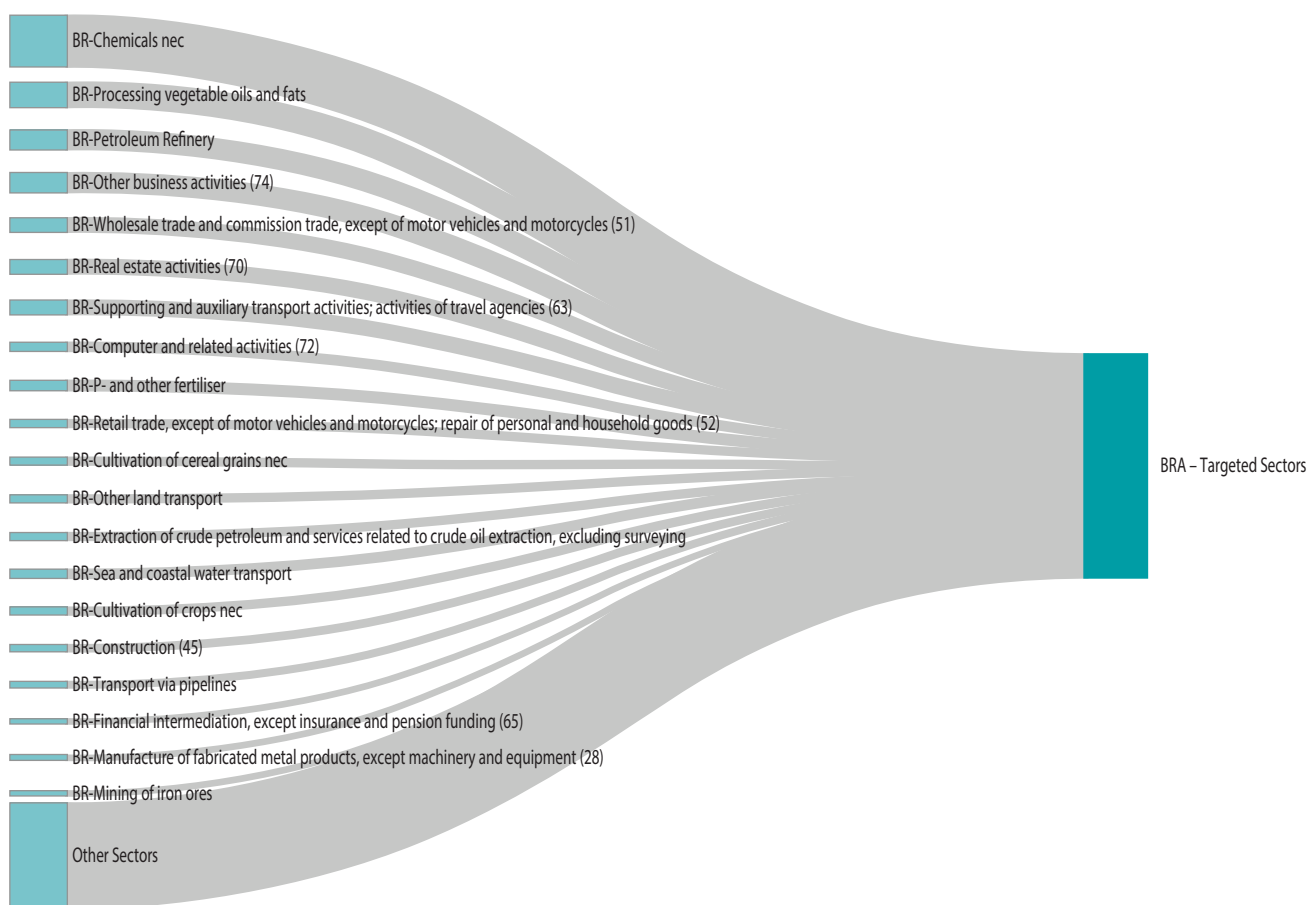 BR-Chemicals nec
BR-Processing vegetable oils and fats
BR-Petroleum Refinery
BR-Other business activities (74)
BR-Wholesale trade and commission trade, except of motor vehicles and motorcycles (51)
BR-Real estate activities (70)
BR-Supporting and auxiliary transport activities; activities of travel agencies (63)
BR-Computer and related activities (72)
BR-P- and other fertiliser
BR-Retail trade, except of motor vehicles and motorcycles; repair of personal and household goods (52)
BR-Cultivation of cereal grains nec
BRA – Targeted Sectors
BR-Other land transport
BR-Extraction of crude petroleum and services related to crude oil extraction, excluding surveying
BR-Sea and coastal water transport
BR-Cultivation of crops nec
BR-Construction (45)
BR-Transport via pipelines
BR-Financial intermediation, except insurance and pension funding (65)
BR-Manufacture of fabricated metal products, except machinery and equipment (28)
BR-Mining of iron ores
Other Sectors